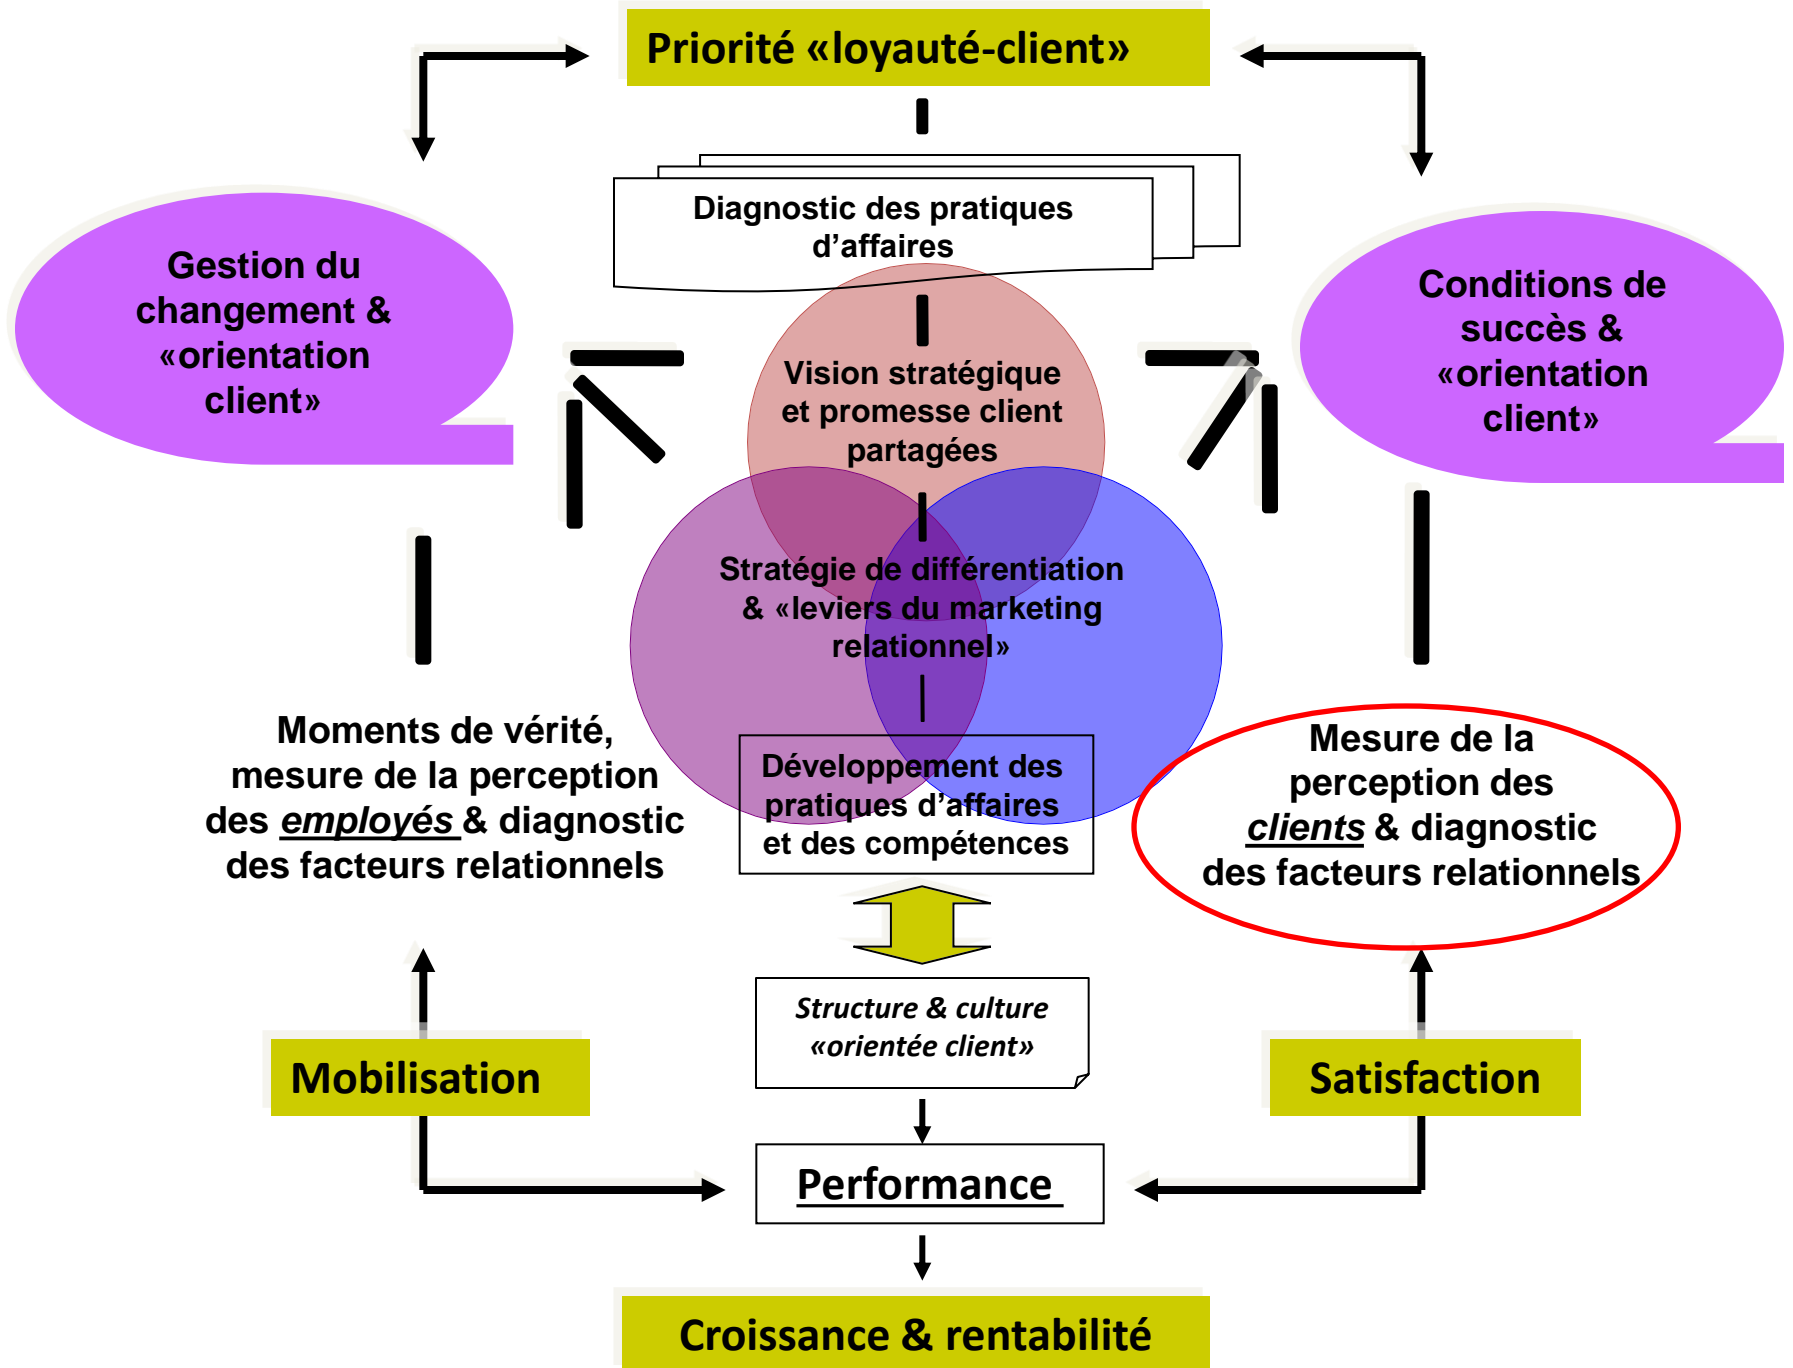 Priorité «loyauté-client»
Diagnostic des pratiques
d’affaires
Gestion du
changement &
«orientation
client»
Conditions de
succès &
«orientation
client»
Vision stratégique
et promesse client
partagées
Stratégie de différentiation
& «leviers du marketing
relationnel»
Moments de vérité,
mesure de la perception
des employés & diagnostic
des facteurs relationnels
Développement des
pratiques d’affaires
et des compétences
Mesure de la
perception des
clients & diagnostic
des facteurs relationnels
Structure & culture
«orientée client»
Mobilisation
Satisfaction
Performance
Croissance & rentabilité